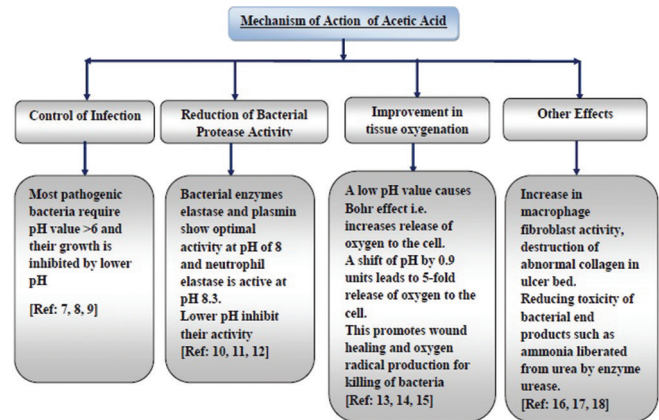 Mechanism of Action of Acetic Acid
Control of Infection
Most pathogenic
bacteria require
pH value >6 and
their growth is
inhibited by lower
pH
[Ref: 7, 8, 9]
Reduction of Bacterial
Protease Activity
Bacterial enzymes
elastase and plasmin
show optimal
activity at pH of 8
and neutrophil
elastase is active at
pH 8.3.
Lower pH inhibit
their activity
[Ref: 10, 11, 12]
Improvement in
tissue oxygenation
A low pH value causes
Bohr effect i.e.
increases release of
oxygen to the cell.
A shift of pH by 0.9
units leads to 5-fold
release of oxygen to the
cell.
This promotes wound
healing and oxygen
radical production for
killing of bacteria
[Ref: 13, 14, 15]
Other Effects
Increase in
macrophage
fibroblast activity,
destruction of
abnormal collagen in
ulcer bed.
Reducing toxicity of
bacterial end
products such as
ammonia liberated
from urea by enzyme
urease.
[Ref: 16, 17, 18]